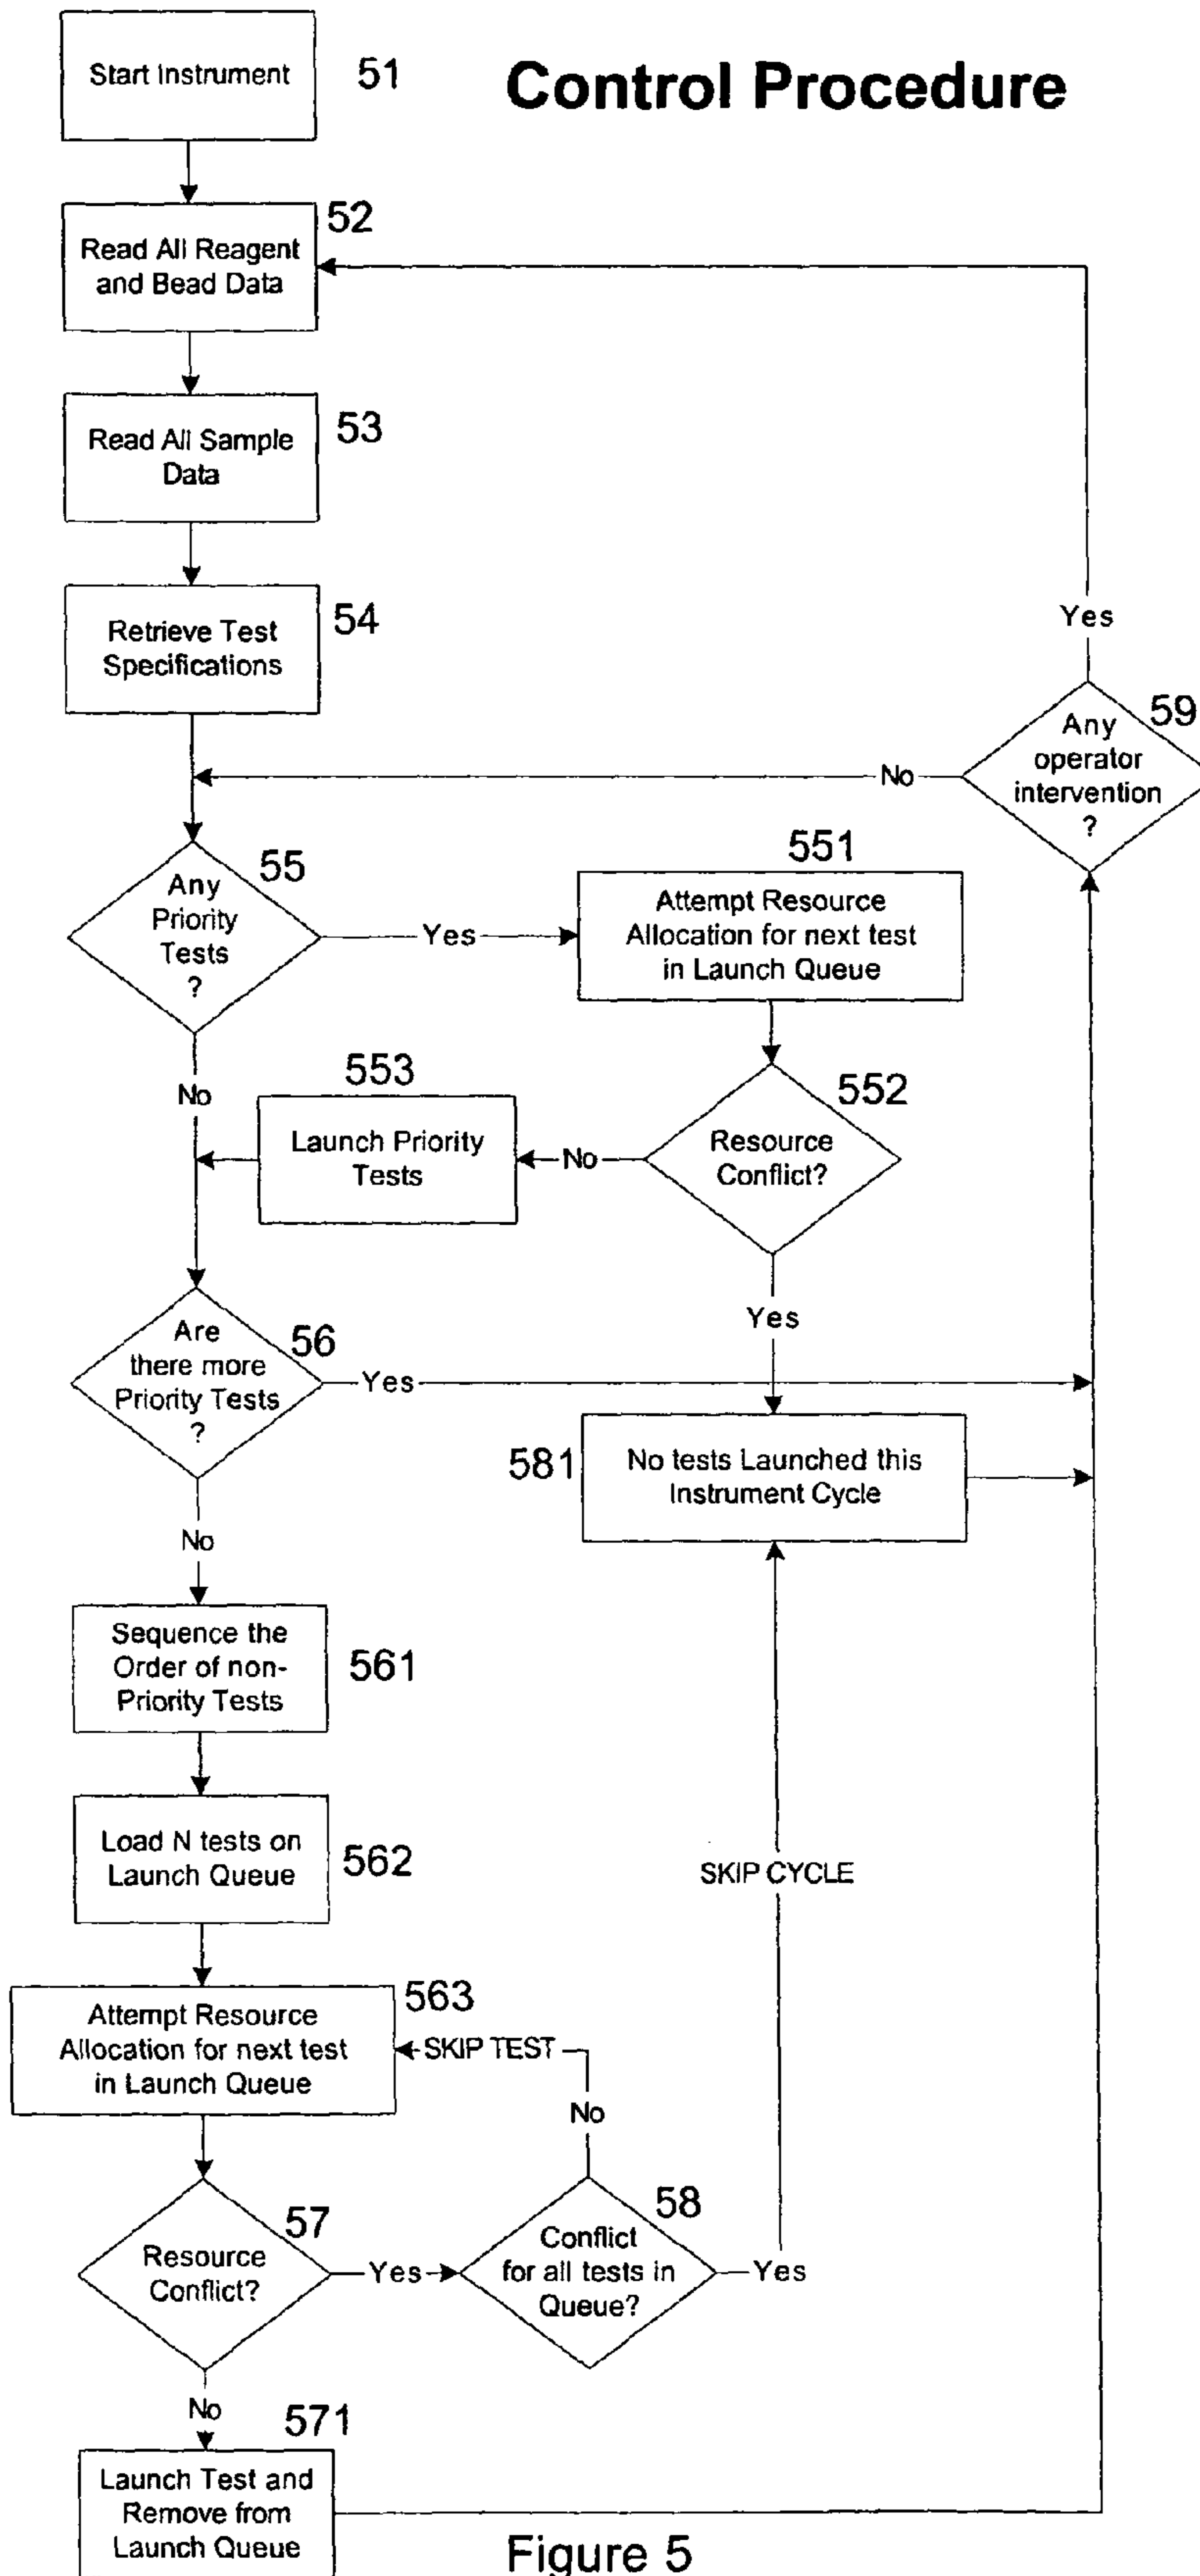 Control Procedure
Start Instrument
51
52
Read All Reagent
and Bead Data
53
Read All Sample
Data
54
Retrieve Test
Specifications
Yes
59
Any
operator
intervention
?
No
55
Any
Priority
Tests
?
Yes
551
Attempt Resource
Allocation for next test
in Launch Queue
No
553
Launch Priority
Tests
No
552
Resource
Conflict?
Yes
56
Are
there more
Priority Tests
?
Yes
581
No tests Launched this
Instrument Cycle
No
561
Sequence the
Order of non-
Priority Tests
562
Load N tests on
Launch Queue
SKIP CYCLE
563
Attempt Resource
Allocation for next test
in Launch Queue
SKIP TEST
No
57
Resource
Conflict?
Yes
58
Conflict
for all tests in
Queue?
Yes
No
571
Launch Test and
Remove from
Launch Queue
Figure 5